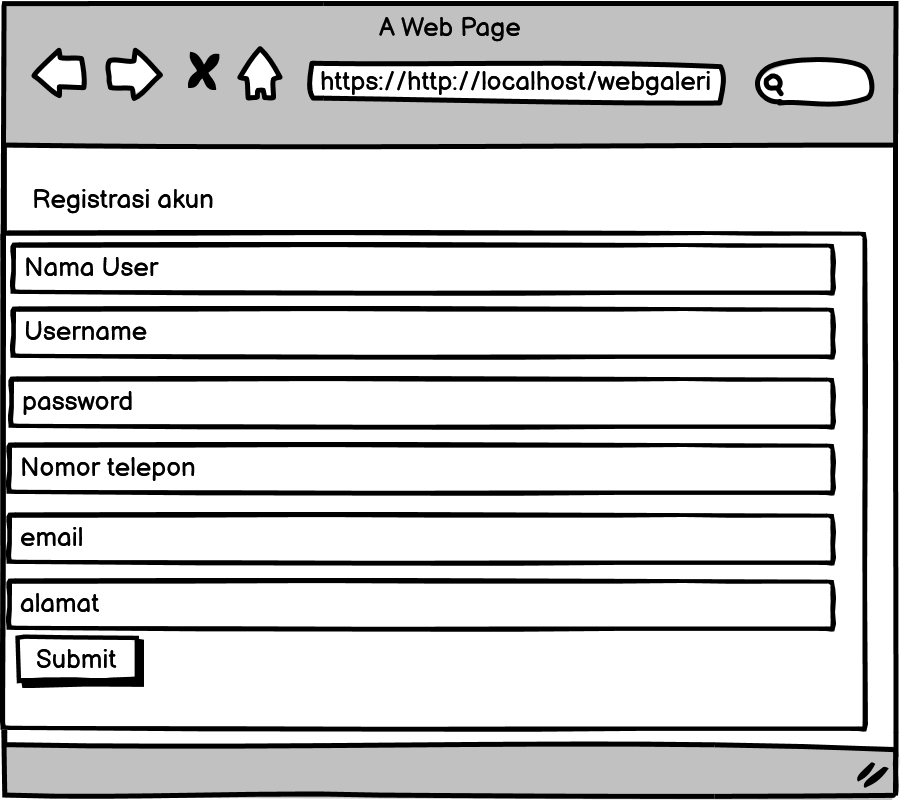 A Web Page
https://http://localhost/webgaleri
Registrasi akun
Nama User
Username
password
Nomor telepon
email
alamat
Submit